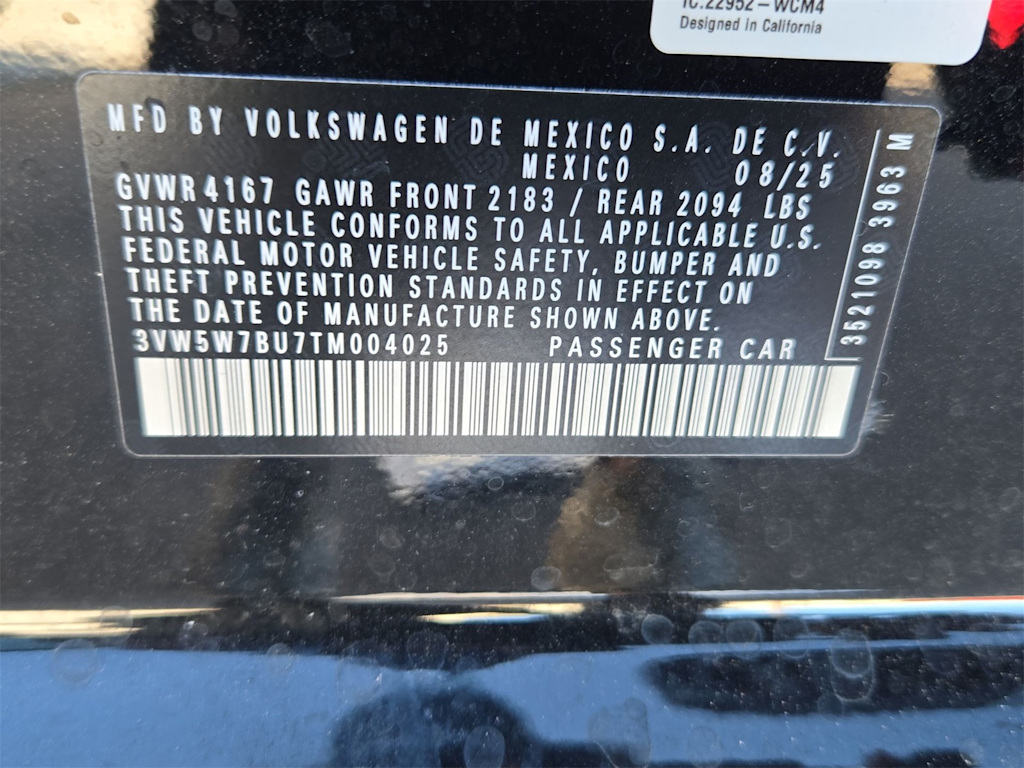 IC:22952-WCM4
Designed in California
MFD BY VOLKSWAGEN DE MEXICO S.A. DE C.V.
MEXICO 08/25
GVWR 4167 GAWR FRONT 2183 / REAR 2094 LBS
THIS VEHICLE CONFORMS TO ALL APPLICABLE U.S.
FEDERAL MOTOR VEHICLE SAFETY, BUMPER AND
THEFT PREVENTION STANDARDS IN EFFECT ON
THE DATE OF MANUFACTURE SHOWN ABOVE.
3VW5W7BU7TM004025 PASSENGER CAR
3521098 3963 M